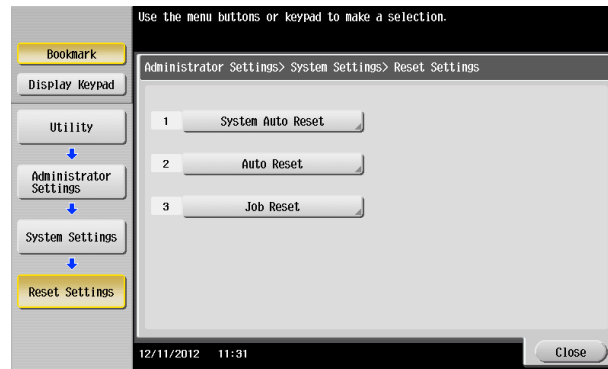 Use the menu buttons or keypad to make a selection.
Bookmark
Display Keypad
Utility
Administrator
Settings
System Settings
Reset Settings
Administrator Settings> System Settings> Reset Settings
1 System Auto Reset
2 Auto Reset
3 Job Reset
12/11/2012 11:31
Close